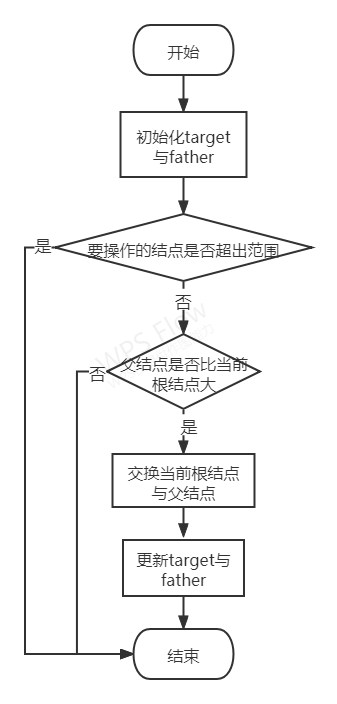 开始
初始化target
与father
是
要操作的结点是否超出范围
否
父结点是否比当前
根结点大
否
是
交换当前根结点
与父结点
更新target与
father
结束
WPS Flow